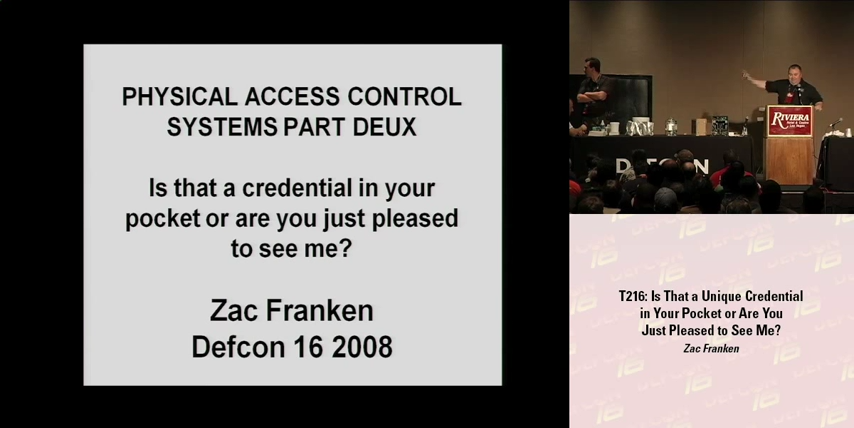 PHYSICAL ACCESS CONTROL
SYSTEMS PART DEUX
Is that a credential in your
pocket or are you just pleased
to see me?
Zac Franken
Defcon 16 2008
RIVIERA
DEFCON
T216: Is That a Unique Credential
in Your Pocket or Are You
Just Pleased to See Me?
Zac Franken